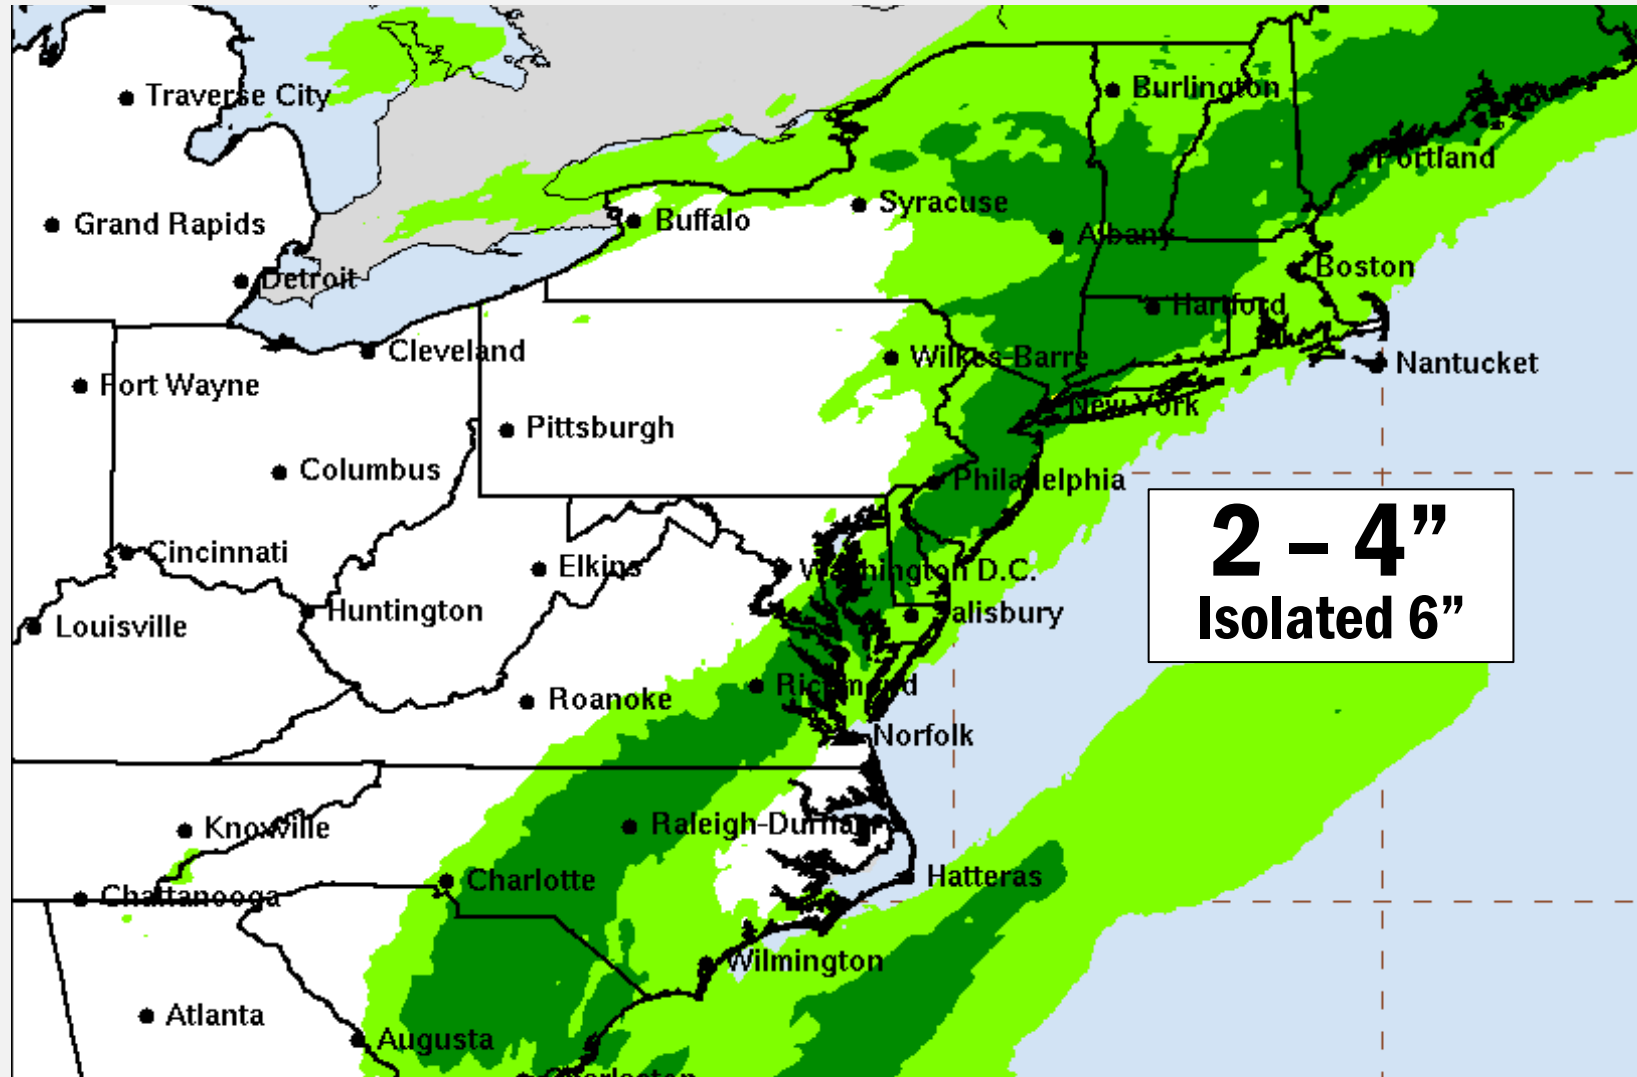 Traverse City
Burlington
Portland
Grand Rapids
Buffalo
Syracuse
Albany
Detroit
Boston
Hartford
Cleveland
Wilkes-Barre
Nantucket
Fort Wayne
New York
Pittsburgh
Columbus
Philadelphia
2 – 4”
Isolated 6”
Cincinnati
Elkins
Washington D.C.
Huntington
Salisbury
Louisville
Richmond
Roanoke
Norfolk
Knoxville
Raleigh-Durham
Charlotte
Hatteras
Chattanooga
Wilmington
Atlanta
Augusta
Charleston